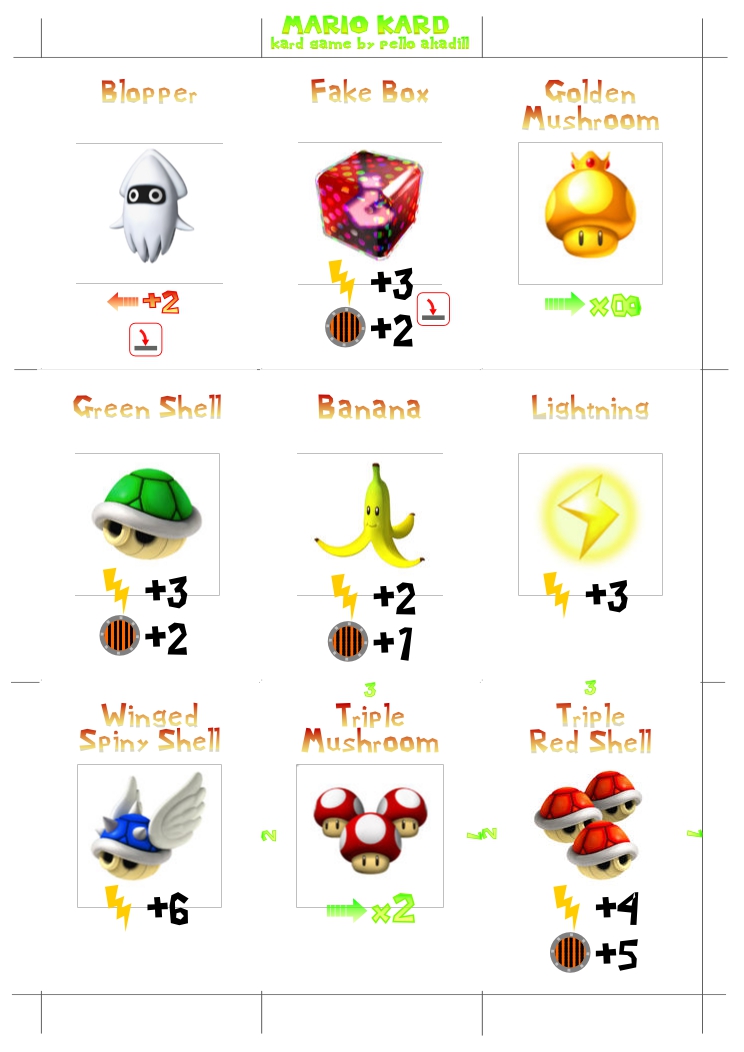 MARIO KARD
kard game by pello akadill
Blopper
Fake Box
Golden
Mushroom
+2
+3
+2
Green Shell
Banana
Lightning
+3
+2
+2
+1
+3
3
3
Winged
Spiny Shell
Triple
Mushroom
Triple
Red Shell
2
2
+6
x2
+4
+5